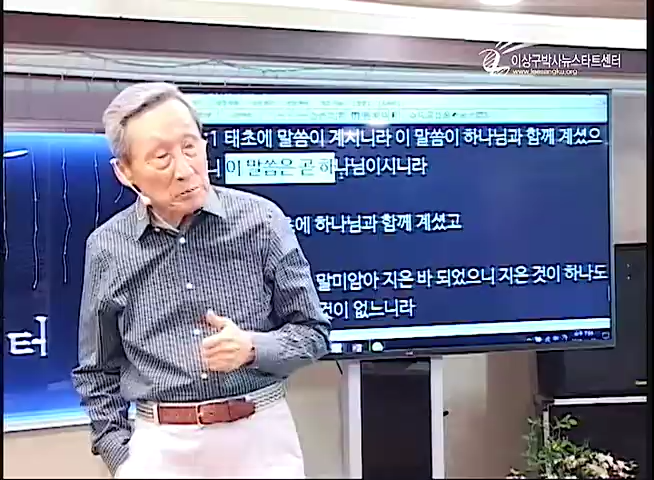 이상구박사뉴스타트센터
www.leesangku.org
1 태초에 말씀이 계시니라 이 말씀이 하나님과 함께 계셨으
니 이 말씀은 곧 하나님이시니라
에 하나님과 함께 계셨고
말미암아 지은 바 되었으니 지은 것이 하나도
것이 없느니라
터